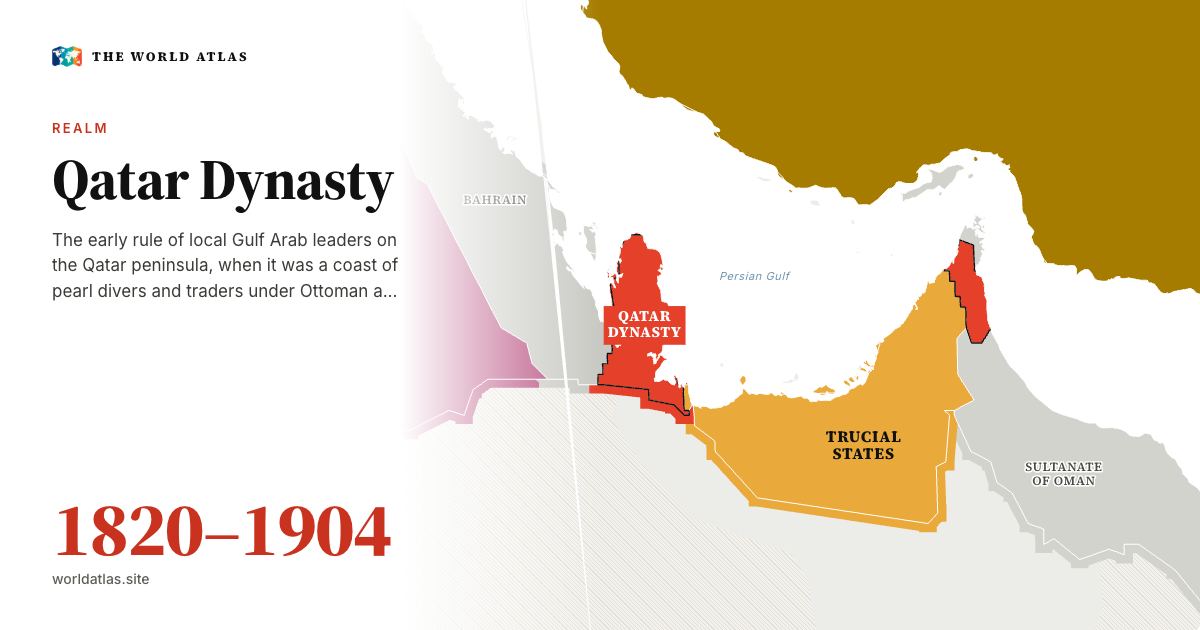 THE WORLD ATLAS
REALM
Qatar Dynasty
The early rule of local Gulf Arab leaders on
the Qatar peninsula, when it was a coast of
pearl divers and traders under Ottoman a...
1820–1904
worldatlas.site
BAHRAIN
QATAR
DYNASTY
Persian Gulf
TRUCIAL
STATES
SULTANATE
OF OMAN